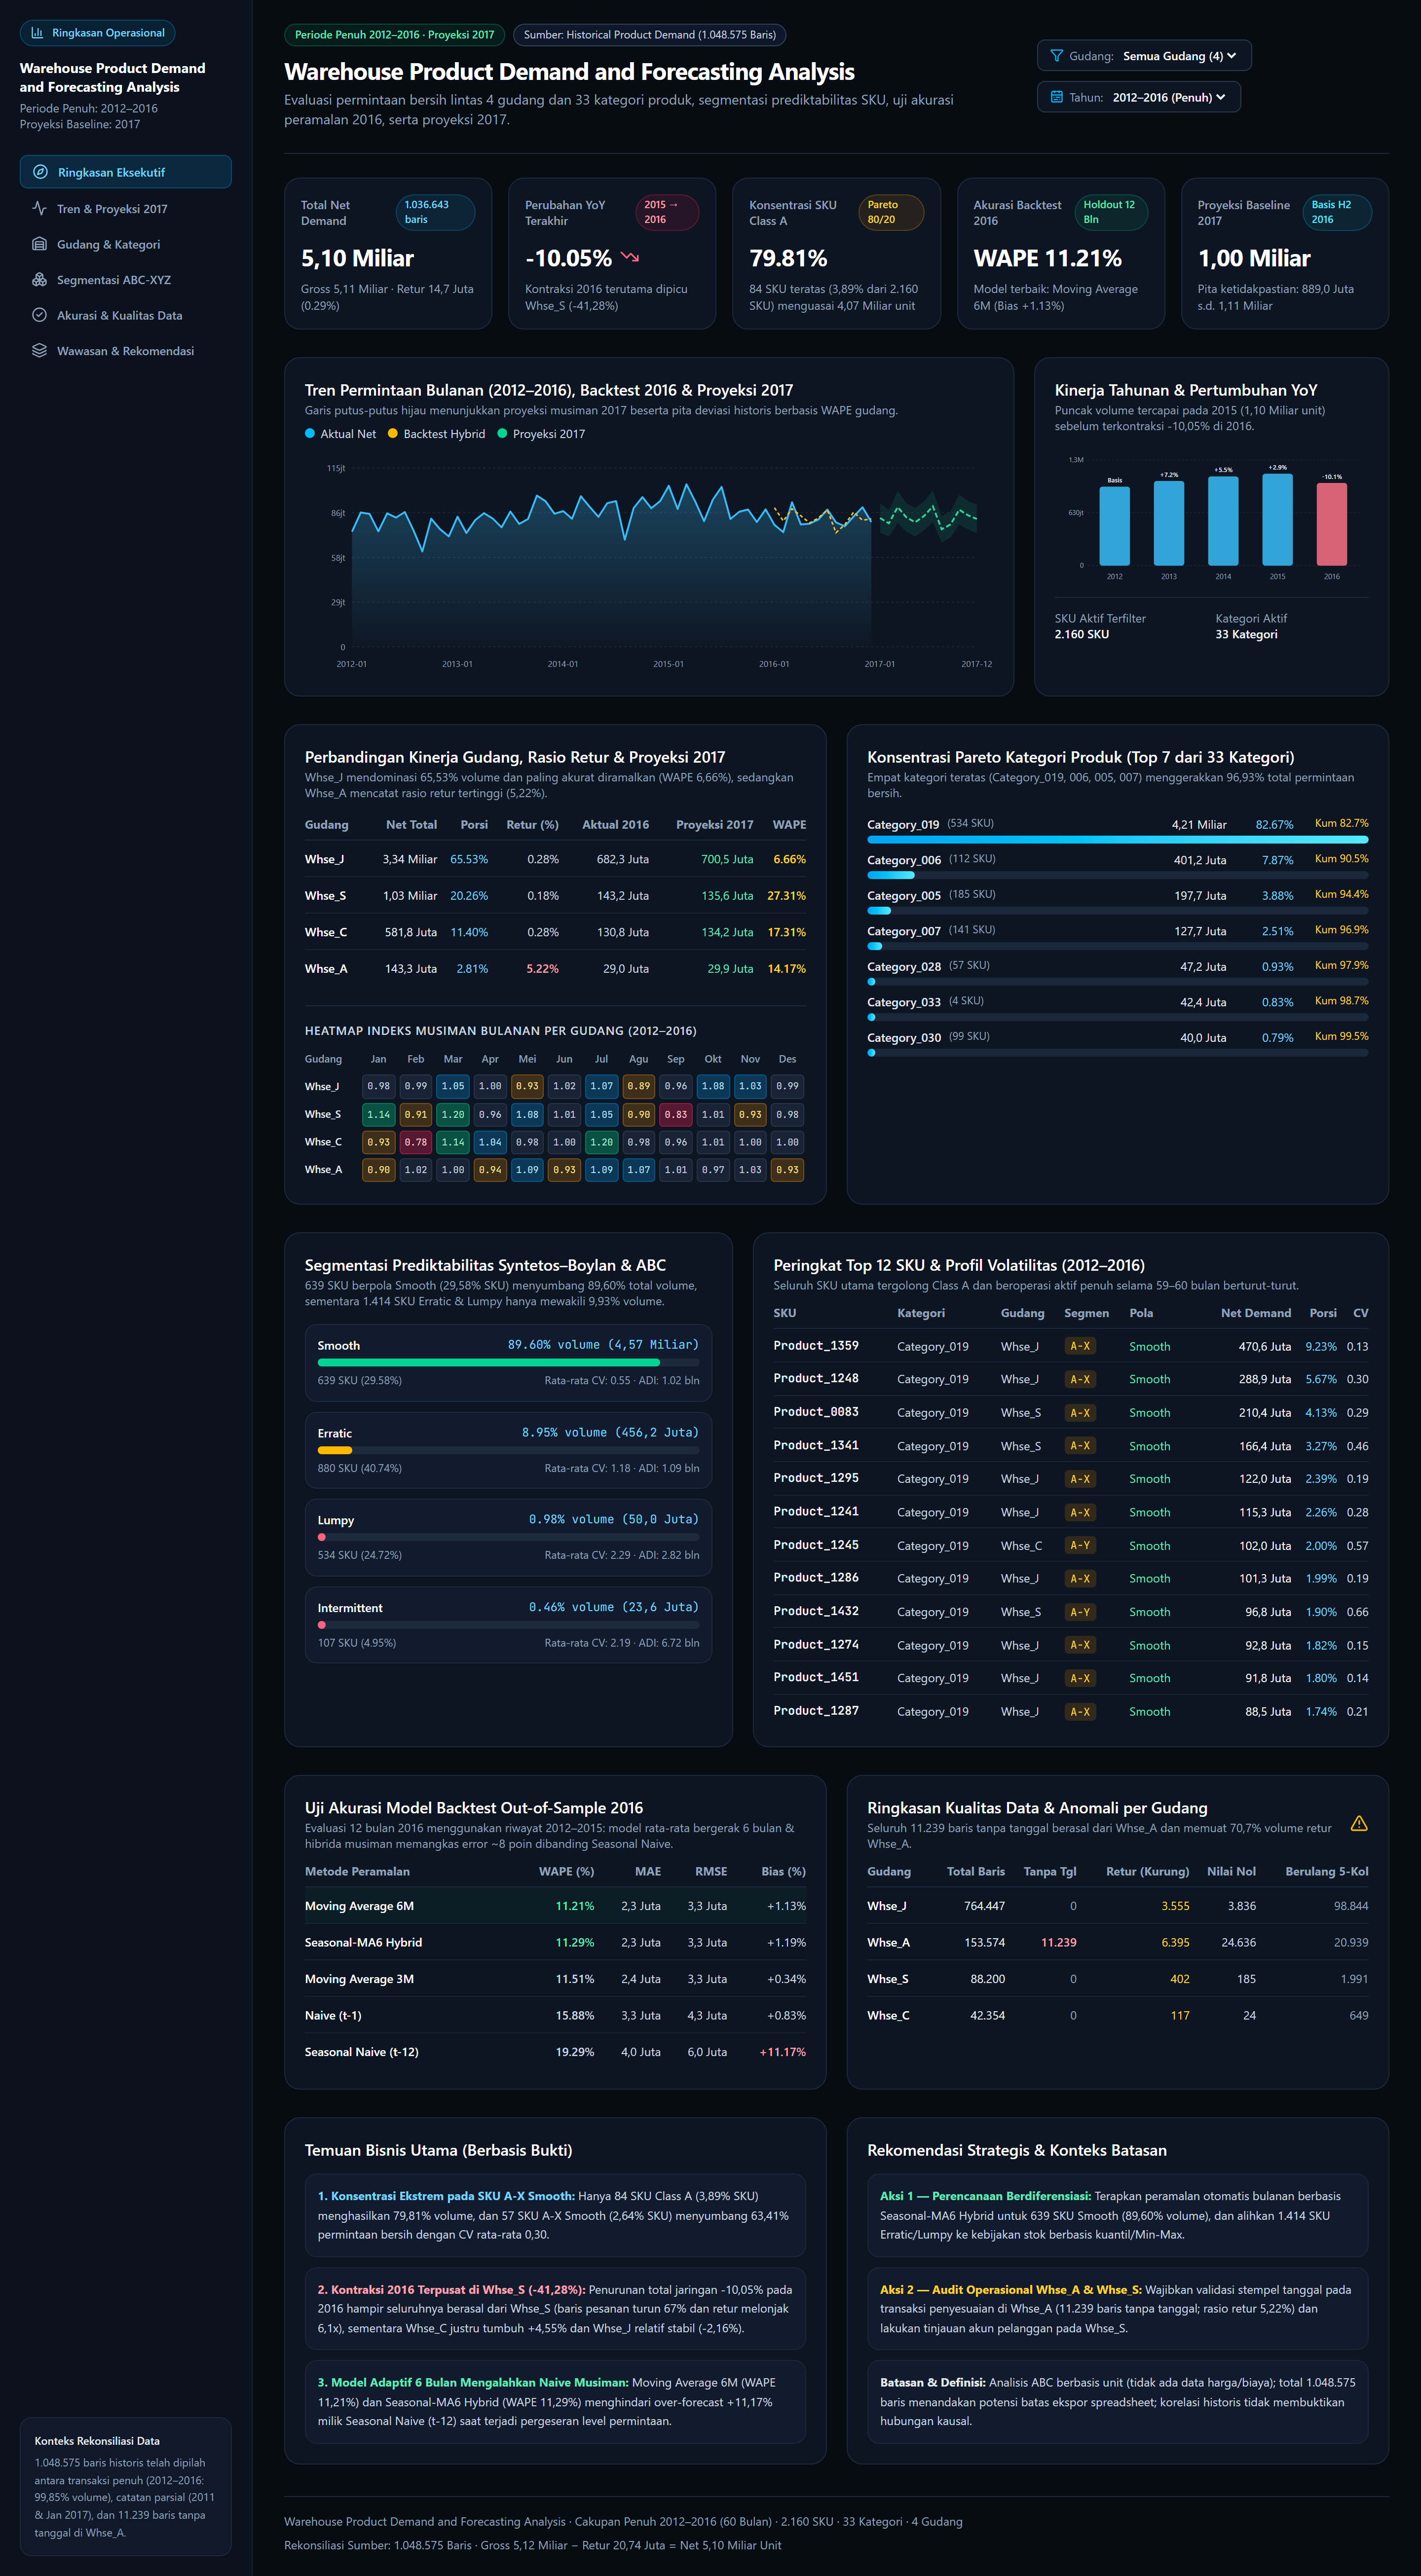 Ringkasan Operasional
Warehouse Product Demand
and Forecasting Analysis
Periode Penuh: 2012–2016
Proyeksi Baseline: 2017
Ringkasan Eksekutif
Tren & Proyeksi 2017
Gudang & Kategori
Segmentasi ABC-XYZ
Akurasi & Kualitas Data
Wawasan & Rekomendasi
Konteks Rekonsiliasi Data
1.048.575 baris historis telah dipilah
antara transaksi penuh (2012–2016:
99,85% volume), catatan parsial (2011
& Jan 2017), dan 11.239 baris tanpa
tanggal di Whse_A.
Periode Penuh 2012–2016 · Proyeksi 2017
Sumber: Historical Product Demand (1.048.575 Baris)
Warehouse Product Demand and Forecasting Analysis
Evaluasi permintaan bersih lintas 4 gudang dan 33 kategori produk, segmentasi prediktabilitas SKU, uji akurasi
peramalan 2016, serta proyeksi 2017.
Gudang: Semua Gudang (4)
Tahun: 2012–2016 (Penuh)
Total Net
Demand
1.036.643
baris
5,10 Miliar
Gross 5,11 Miliar · Retur 14,7 Juta
(0.29%)
Perubahan YoY
Terakhir
2015 →
2016
-10.05%
Kontraksi 2016 terutama dipicu
Whse_S (-41,28%)
Konsentrasi SKU
Class A
Pareto
80/20
79.81%
84 SKU teratas (3,89% dari 2.160
SKU) menguasai 4,07 Miliar unit
Akurasi Backtest
2016
Holdout 12
Bln
WAPE 11.21%
Model terbaik: Moving Average
6M (Bias +1.13%)
Proyeksi Baseline
2017
Basis H2
2016
1,00 Miliar
Pita ketidakpastian: 889,0 Juta
s.d. 1,11 Miliar
Tren Permintaan Bulanan (2012–2016), Backtest 2016 & Proyeksi 2017
Garis putus-putus hijau menunjukkan proyeksi musiman 2017 beserta pita deviasi historis berbasis WAPE gudang.
Aktual Net Backtest Hybrid Proyeksi 2017
115jt
86jt
58jt
29jt
0
2012-01 2013-01 2014-01 2015-01 2016-01 2017-01 2017-12
Kinerja Tahunan & Pertumbuhan YoY
Puncak volume tercapai pada 2015 (1,10 Miliar unit)
sebelum terkontraksi -10,05% di 2016.
1,3M
630jt
0
Basis +7.2% +5.5% +2.9% -10.1%
2012 2013 2014 2015 2016
SKU Aktif Terfilter
2.160 SKU
Kategori Aktif
33 Kategori
Perbandingan Kinerja Gudang, Rasio Retur & Proyeksi 2017
Whse_J mendominasi 65,53% volume dan paling akurat diramalkan (WAPE 6,66%), sedangkan
Whse_A mencatat rasio retur tertinggi (5,22%).
Gudang Net Total Porsi Retur (%) Aktual 2016 Proyeksi 2017 WAPE
Whse_J 3,34 Miliar 65.53% 0.28% 682,3 Juta 700,5 Juta 6.66%
Whse_S 1,03 Miliar 20.26% 0.18% 143,2 Juta 135,6 Juta 27.31%
Whse_C 581,8 Juta 11.40% 0.28% 130,8 Juta 134,2 Juta 17.31%
Whse_A 143,3 Juta 2.81% 5.22% 29,0 Juta 29,9 Juta 14.17%
HEATMAP INDEKS MUSIMAN BULANAN PER GUDANG (2012–2016)
Gudang Jan Feb Mar Apr Mei Jun Jul Agu Sep Okt Nov Des
Whse_J 0.98 0.99 1.05 1.00 0.93 1.02 1.07 0.89 0.96 1.08 1.03 0.99
Whse_S 1.14 0.91 1.20 0.96 1.08 1.01 1.05 0.90 0.83 1.01 0.93 0.98
Whse_C 0.93 0.78 1.14 1.04 0.98 1.00 1.20 0.98 0.96 1.01 1.00 1.00
Whse_A 0.90 1.02 1.00 0.94 1.09 0.93 1.09 1.07 1.01 0.97 1.03 0.93
Konsentrasi Pareto Kategori Produk (Top 7 dari 33 Kategori)
Empat kategori teratas (Category_019, 006, 005, 007) menggerakkan 96,93% total permintaan
bersih.
Category_019 (534 SKU) 4,21 Miliar 82.67% Kum 82.7%
Category_006 (112 SKU) 401,2 Juta 7.87% Kum 90.5%
Category_005 (185 SKU) 197,7 Juta 3.88% Kum 94.4%
Category_007 (141 SKU) 127,7 Juta 2.51% Kum 96.9%
Category_028 (57 SKU) 47,2 Juta 0.93% Kum 97.9%
Category_033 (4 SKU) 42,4 Juta 0.83% Kum 98.7%
Category_030 (99 SKU) 40,0 Juta 0.79% Kum 99.5%
Segmentasi Prediktabilitas Syntetos–Boylan & ABC
639 SKU berpola Smooth (29,58% SKU) menyumbang 89,60% total volume,
sementara 1.414 SKU Erratic & Lumpy hanya mewakili 9,93% volume.
Smooth 89.60% volume (4,57 Miliar)
639 SKU (29.58%) Rata-rata CV: 0.55 · ADI: 1.02 bln
Erratic 8.95% volume (456,2 Juta)
880 SKU (40.74%) Rata-rata CV: 1.18 · ADI: 1.09 bln
Lumpy 0.98% volume (50,0 Juta)
534 SKU (24.72%) Rata-rata CV: 2.29 · ADI: 2.82 bln
Intermittent 0.46% volume (23,6 Juta)
107 SKU (4.95%) Rata-rata CV: 2.19 · ADI: 6.72 bln
Peringkat Top 12 SKU & Profil Volatilitas (2012–2016)
Seluruh SKU utama tergolong Class A dan beroperasi aktif penuh selama 59–60 bulan berturut-turut.
SKU Kategori Gudang Segmen Pola Net Demand Porsi CV
Product_1359 Category_019 Whse_J A-X Smooth 470,6 Juta 9.23% 0.13
Product_1248 Category_019 Whse_J A-X Smooth 288,9 Juta 5.67% 0.30
Product_0083 Category_019 Whse_S A-X Smooth 210,4 Juta 4.13% 0.29
Product_1341 Category_019 Whse_S A-X Smooth 166,4 Juta 3.27% 0.46
Product_1295 Category_019 Whse_J A-X Smooth 122,0 Juta 2.39% 0.19
Product_1241 Category_019 Whse_J A-X Smooth 115,3 Juta 2.26% 0.28
Product_1245 Category_019 Whse_C A-Y Smooth 102,0 Juta 2.00% 0.57
Product_1286 Category_019 Whse_J A-X Smooth 101,3 Juta 1.99% 0.19
Product_1432 Category_019 Whse_S A-Y Smooth 96,8 Juta 1.90% 0.66
Product_1274 Category_019 Whse_J A-X Smooth 92,8 Juta 1.82% 0.15
Product_1451 Category_019 Whse_J A-X Smooth 91,8 Juta 1.80% 0.14
Product_1287 Category_019 Whse_J A-X Smooth 88,5 Juta 1.74% 0.21
Uji Akurasi Model Backtest Out-of-Sample 2016
Evaluasi 12 bulan 2016 menggunakan riwayat 2012–2015: model rata-rata bergerak 6 bulan &
hibrida musiman memangkas error ~8 poin dibanding Seasonal Naive.
Metode Peramalan WAPE (%) MAE RMSE Bias (%)
Moving Average 6M 11.21% 2,3 Juta 3,3 Juta +1.13%
Seasonal-MA6 Hybrid 11.29% 2,3 Juta 3,3 Juta +1.19%
Moving Average 3M 11.51% 2,4 Juta 3,3 Juta +0.34%
Naive (t-1) 15.88% 3,3 Juta 4,3 Juta +0.83%
Seasonal Naive (t-12) 19.29% 4,0 Juta 6,0 Juta +11.17%
Ringkasan Kualitas Data & Anomali per Gudang
Seluruh 11.239 baris tanpa tanggal berasal dari Whse_A dan memuat 70,7% volume retur
Whse_A.
Gudang Total Baris Tanpa Tgl Retur (Kurung) Nilai Nol Berulang 5-Kol
Whse_J 764.447 0 3.555 3.836 98.844
Whse_A 153.574 11.239 6.395 24.636 20.939
Whse_S 88.200 0 402 185 1.991
Whse_C 42.354 0 117 24 649
Temuan Bisnis Utama (Berbasis Bukti)
1. Konsentrasi Ekstrem pada SKU A-X Smooth: Hanya 84 SKU Class A (3,89% SKU)
menghasilkan 79,81% volume, dan 57 SKU A-X Smooth (2,64% SKU) menyumbang 63,41%
permintaan bersih dengan CV rata-rata 0,30.
2. Kontraksi 2016 Terpusat di Whse_S (-41,28%): Penurunan total jaringan -10,05% pada
2016 hampir seluruhnya berasal dari Whse_S (baris pesanan turun 67% dan retur melonjak
6,1x), sementara Whse_C justru tumbuh +4,55% dan Whse_J relatif stabil (-2,16%).
3. Model Adaptif 6 Bulan Mengalahkan Naive Musiman: Moving Average 6M (WAPE
11,21%) dan Seasonal-MA6 Hybrid (WAPE 11,29%) menghindari over-forecast +11,17%
milik Seasonal Naive (t-12) saat terjadi pergeseran level permintaan.
Rekomendasi Strategis & Konteks Batasan
Aksi 1 — Perencanaan Berdiferensiasi: Terapkan peramalan otomatis bulanan berbasis
Seasonal-MA6 Hybrid untuk 639 SKU Smooth (89,60% volume), dan alihkan 1.414 SKU
Erratic/Lumpy ke kebijakan stok berbasis kuantil/Min-Max.
Aksi 2 — Audit Operasional Whse_A & Whse_S: Wajibkan validasi stempel tanggal pada
transaksi penyesuaian di Whse_A (11.239 baris tanpa tanggal; rasio retur 5,22%) dan
lakukan tinjauan akun pelanggan pada Whse_S.
Batasan & Definisi: Analisis ABC berbasis unit (tidak ada data harga/biaya); total 1.048.575
baris menandakan potensi batas ekspor spreadsheet; korelasi historis tidak membuktikan
hubungan kausal.
Warehouse Product Demand and Forecasting Analysis · Cakupan Penuh 2012–2016 (60 Bulan) · 2.160 SKU · 33 Kategori · 4 Gudang
Rekonsiliasi Sumber: 1.048.575 Baris · Gross 5,12 Miliar − Retur 20,74 Juta = Net 5,10 Miliar Unit